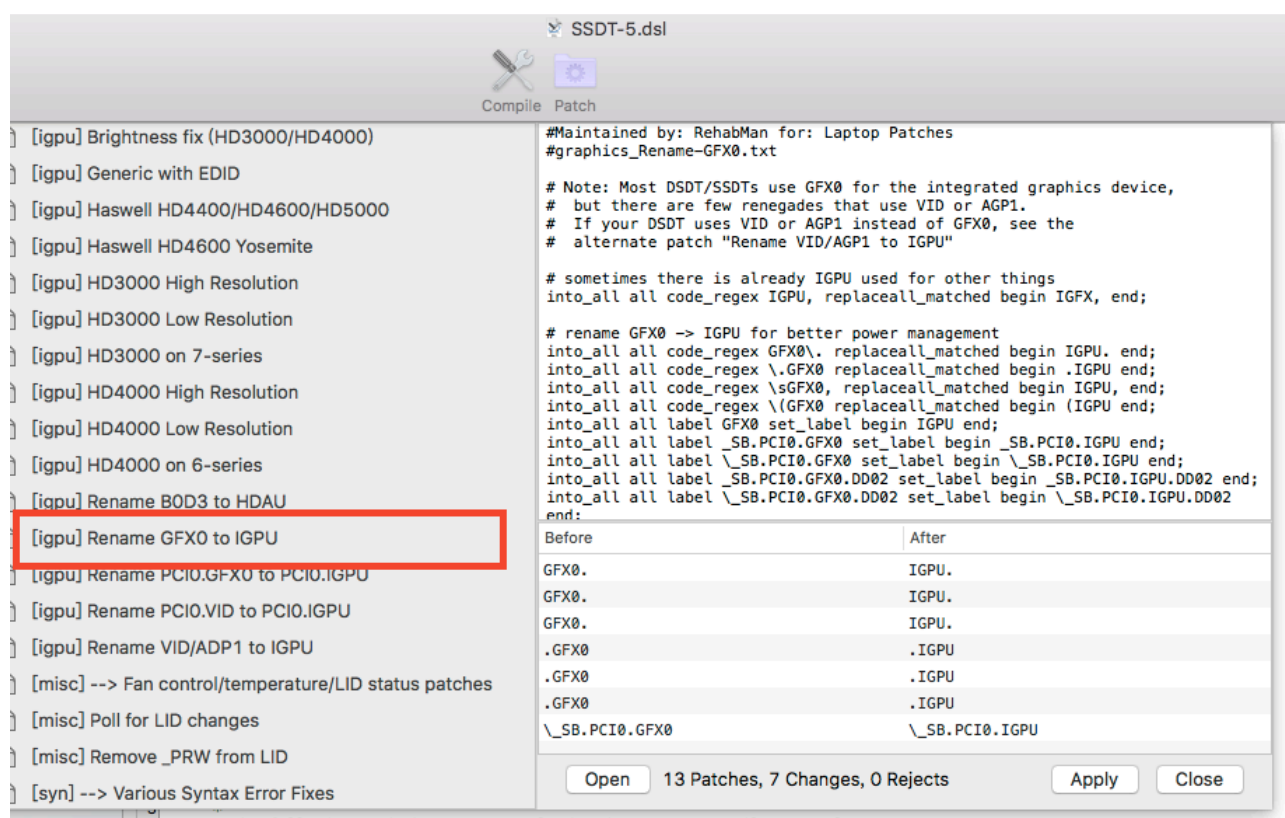 SSDT-5.dsl
Compile Patch
[igpu] Brightness fix (HD3000/HD4000)
[igpu] Generic with EDID
[igpu] Haswell HD4400/HD4600/HD5000
[igpu] Haswell HD4600 Yosemite
[igpu] HD3000 High Resolution
[igpu] HD3000 Low Resolution
[igpu] HD3000 on 7-series
[igpu] HD4000 High Resolution
[igpu] HD4000 Low Resolution
[igpu] HD4000 on 6-series
[igpu] Rename B0D3 to HDAU
[igpu] Rename GFX0 to IGPU
[igpu] Rename PCI0.GFX0 to PCI0.IGPU
[igpu] Rename PCI0.VID to PCI0.IGPU
[igpu] Rename VID/ADP1 to IGPU
[misc] --> Fan control/temperature/LID status patches
[misc] Poll for LID changes
[misc] Remove _PRW from LID
[syn] --> Various Syntax Error Fixes
#Maintained by: RehabMan for: Laptop Patches
#graphics_Rename-GFX0.txt
# Note: Most DSDT/SSDTs use GFX0 for the integrated graphics device,
#  but there are few renegades that use VID or AGP1.
#  If your DSDT uses VID or AGP1 instead of GFX0, see the
#  alternate patch "Rename VID/AGP1 to IGPU"
# sometimes there is already IGPU used for other things
into_all all code_regex IGPU, replaceall_matched begin IGFX, end;
# rename GFX0 -> IGPU for better power management
into_all all code_regex GFX0\. replaceall_matched begin IGPU. end;
into_all all code_regex \.GFX0 replaceall_matched begin .IGPU end;
into_all all code_regex \sGFX0, replaceall_matched begin IGPU, end;
into_all all code_regex \(GFX0 replaceall_matched begin (IGPU end;
into_all all label GFX0 set_label begin IGPU end;
into_all all label _SB.PCI0.GFX0 set_label begin _SB.PCI0.IGPU end;
into_all all label \_SB.PCI0.GFX0 set_label begin \_SB.PCI0.IGPU end;
into_all all label _SB.PCI0.GFX0.DD02 set_label begin _SB.PCI0.IGPU.DD02 end;
into_all all label \_SB.PCI0.GFX0.DD02 set_label begin \_SB.PCI0.IGPU.DD02
end;
Before After
GFX0. IGPU.
GFX0. IGPU.
GFX0. IGPU.
.GFX0 .IGPU
.GFX0 .IGPU
.GFX0 .IGPU
\_SB.PCI0.GFX0 \_SB.PCI0.IGPU
Open 13 Patches, 7 Changes, 0 Rejects Apply Close